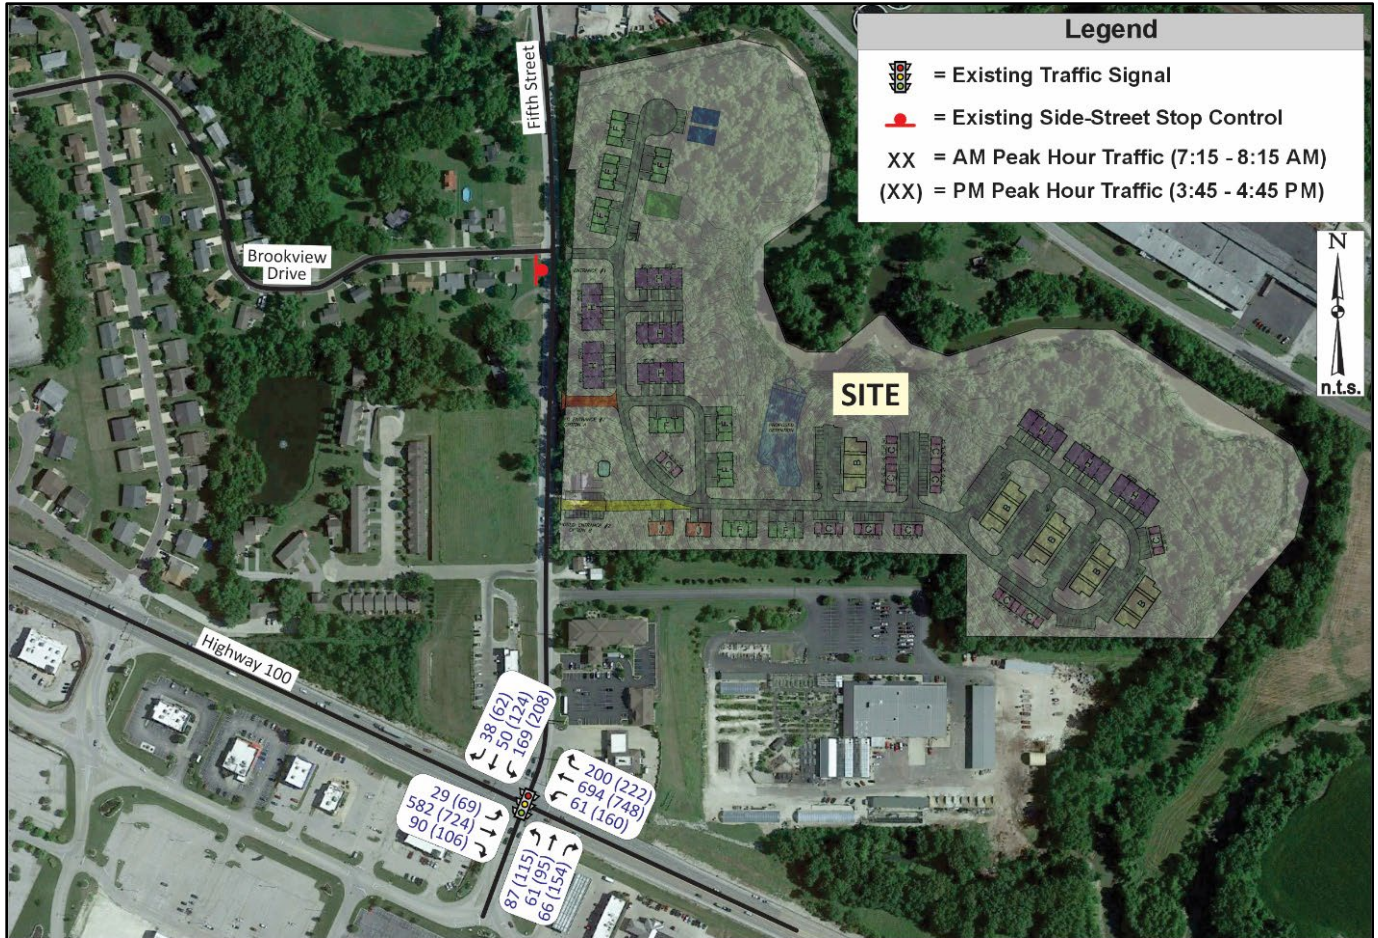 Legend
= Existing Traffic Signal
= Existing Side-Street Stop Control
XX = AM Peak Hour Traffic (7:15 - 8:15 AM)
(XX) = PM Peak Hour Traffic (3:45 - 4:45 PM)
N
n.t.s.
Fifth Street
Brookview
Drive
SITE
Highway 100
38 (62)
50 (124)
169 (208)
200 (222)
694 (748)
61 (160)
29 (69)
582 (724)
90 (106)
87 (115)
61 (95)
66 (154)
B
B
B
B
B